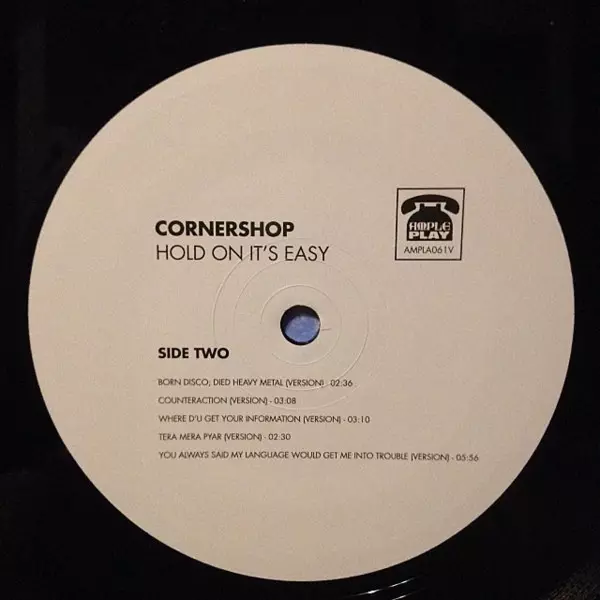 CORNERSHOP
HOLD ON IT'S EASY
AMPLE
PLAY
AMPLA061V
SIDE TWO
BORN DISCO; DIED HEAVY METAL (VERSION) - 02:36
COUNTERACTION (VERSION) - 03:08
WHERE D'U GET YOUR INFORMATION (VERSION) - 03:10
TERA MERA PYAR (VERSION) - 02:30
YOU ALWAYS SAID MY LANGUAGE WOULD GET ME INTO TROUBLE (VERSION) - 05:56